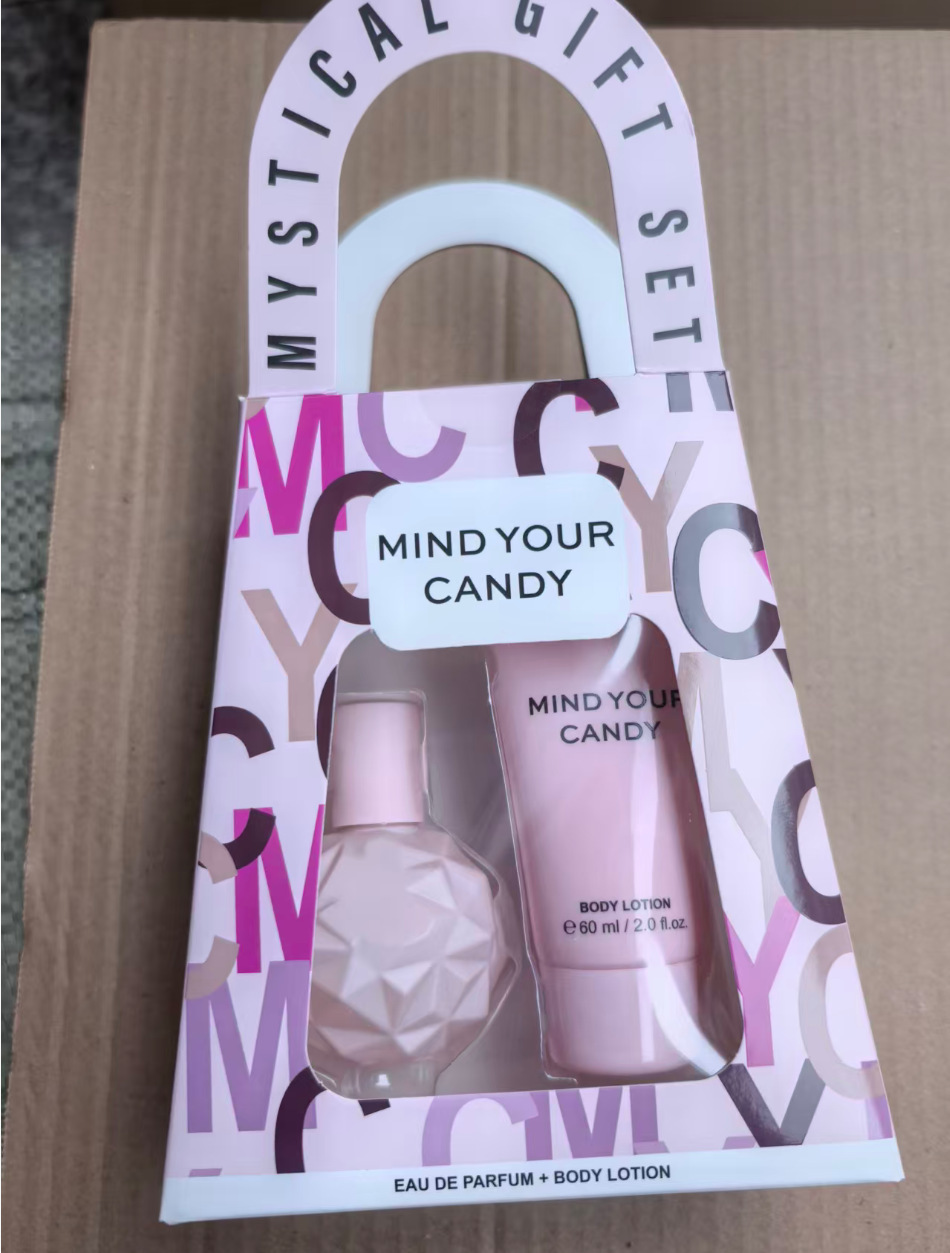 MYSTICAL GIFT SET
MIND YOUR
CANDY
MIND YOUR
CANDY
BODY LOTION
℮ 60 ml / 2.0 fl.oz.
EAU DE PARFUM + BODY LOTION